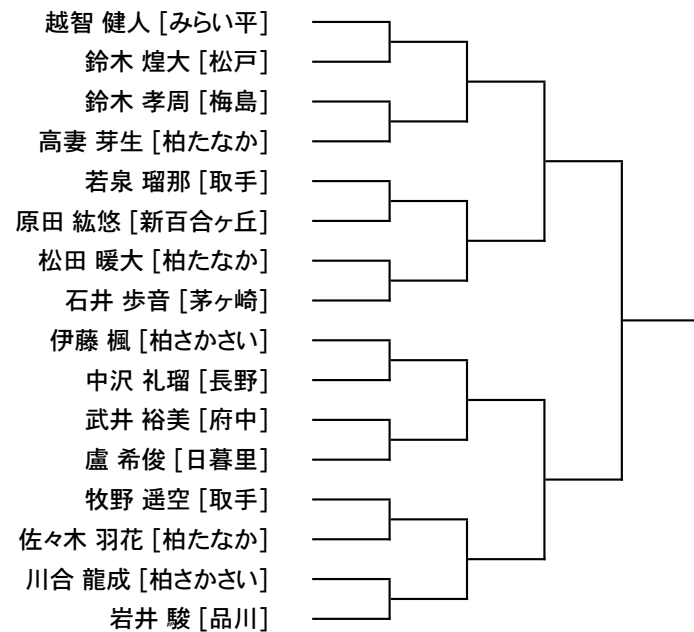 越智 健人 [みらい平]
鈴木 煌大 [松戸]
鈴木 孝周 [梅島]
高妻 芽生 [柏たなか]
若泉 瑠那 [取手]
原田 紘悠 [新百合ヶ丘]
松田 暖大 [柏たなか]
石井 歩音 [茅ヶ崎]
伊藤 楓 [柏さかさい]
中沢 礼瑠 [長野]
武井 裕美 [府中]
盧 希俊 [日暮里]
牧野 遥空 [取手]
佐々木 羽花 [柏たなか]
川合 龍成 [柏さかさい]
岩井 駿 [品川]